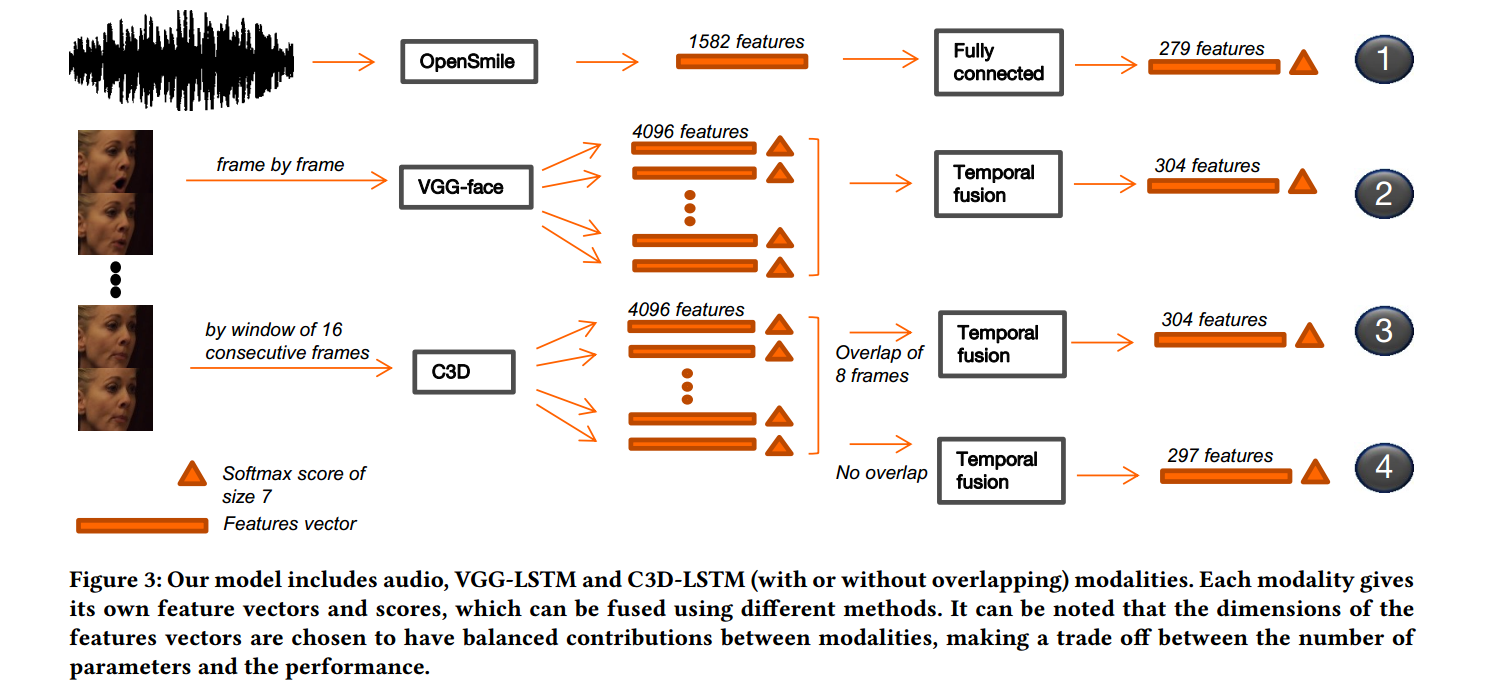 1582 features
OpenSmile
Fully
connected
279 features
1
frame by frame
VGG-face
4096 features
Temporal
fusion
304 features
2
by window of 16
consecutive frames
C3D
4096 features
Overlap of
8 frames
Temporal
fusion
304 features
3
No overlap
Temporal
fusion
297 features
4
Softmax score of
size 7
Features vector
Figure 3: Our model includes audio, VGG-LSTM and C3D-LSTM (with or without overlapping) modalities. Each modality gives
its own feature vectors and scores, which can be fused using different methods. It can be noted that the dimensions of the
features vectors are chosen to have balanced contributions between modalities, making a trade off between the number of
parameters and the performance.